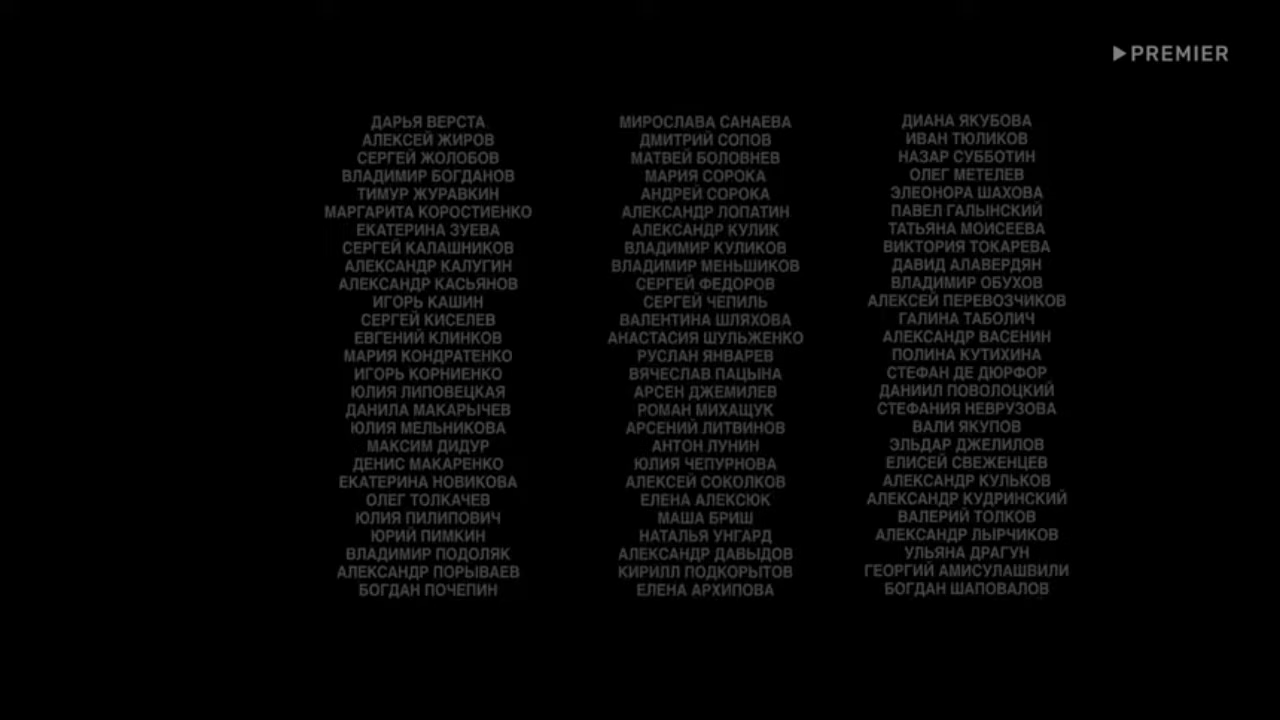 PREMIER
ДАРЬЯ ВЕРСТА
АЛЕКСЕЙ ЖИРОВ
СЕРГЕЙ ЖОЛОБОВ
ВЛАДИМИР БОГДАНОВ
ТИМУР ЖУРАВКИН
МАРГАРИТА КОРОСТИЕНКО
ЕКАТЕРИНА ЗУЕВА
СЕРГЕЙ КАЛАШНИКОВ
АЛЕКСАНДР КАЛУГИН
АЛЕКСАНДР КАСЬЯНОВ
ИГОРЬ КАШИН
СЕРГЕЙ КИСЕЛЕВ
ЕВГЕНИЙ КЛИНКОВ
МАРИЯ КОНДРАТЕНКО
ИГОРЬ КОРНИЕНКО
ЮЛИЯ ЛИПОВЕЦКАЯ
ДАНИЛА МАКАРЫЧЕВ
ЮЛИЯ МЕЛЬНИКОВА
МАКСИМ ДИДУР
ДЕНИС МАКАРЕНКО
ЕКАТЕРИНА НОВИКОВА
ОЛЕГ ТОЛКАЧЕВ
ЮЛИЯ ПИЛИПОВИЧ
ЮРИЙ ПИМКИН
ВЛАДИМИР ПОДОЛЯК
АЛЕКСАНДР ПОРЫВАЕВ
БОГДАН ПОЧЕПИН
МИРОСЛАВА САНАЕВА
ДМИТРИЙ СОПОВ
МАТВЕЙ БОЛОВНЕВ
МАРИЯ СОРОКА
АНДРЕЙ СОРОКА
АЛЕКСАНДР ЛОПАТИН
АЛЕКСАНДР КУЛИК
ВЛАДИМИР КУЛИКОВ
ВЛАДИМИР МЕНЬШИКОВ
СЕРГЕЙ ФЕДОРОВ
СЕРГЕЙ ЧЕПИЛЬ
ВАЛЕНТИНА ШЛЯХОВА
АНАСТАСИЯ ШУЛЬЖЕНКО
РУСЛАН ЯНВАРЕВ
ВЯЧЕСЛАВ ПАЦЫНА
АРСЕН ДЖЕМИЛЕВ
РОМАН МИХАЩУК
АРСЕНИЙ ЛИТВИНОВ
АНТОН ЛУНИН
ЮЛИЯ ЧЕПУРНОВА
АЛЕКСЕЙ СОКОЛКОВ
ЕЛЕНА АЛЕКСЮК
МАША БРИШ
НАТАЛЬЯ УНГАРД
АЛЕКСАНДР ДАВЫДОВ
КИРИЛЛ ПОДКОРЫТОВ
ЕЛЕНА АРХИПОВА
ДИАНА ЯКУБОВА
ИВАН ТЮЛИКОВ
НАЗАР СУББОТИН
ОЛЕГ МЕТЕЛЕВ
ЭЛЕОНОРА ШАХОВА
ПАВЕЛ ГАЛЫНСКИЙ
ТАТЬЯНА МОИСЕЕВА
ВИКТОРИЯ ТОКАРЕВА
ДАВИД АЛАВЕРДЯН
ВЛАДИМИР ОБУХОВ
АЛЕКСЕЙ ПЕРЕВОЗЧИКОВ
ГАЛИНА ТАБОЛИЧ
АЛЕКСАНДР ВАСЕНИН
ПОЛИНА КУТИХИНА
СТЕФАН ДЕ ДЮРФОР
ДАНИИЛ ПОВОЛОЦКИЙ
СТЕФАНИЯ НЕВРУЗОВА
ВАЛИ ЯКУПОВ
ЭЛЬДАР ДЖЕЛИЛОВ
ЕЛИСЕЙ СВЕЖЕНЦЕВ
АЛЕКСАНДР КУЛЬКОВ
АЛЕКСАНДР КУДРИНСКИЙ
ВАЛЕРИЙ ТОЛКОВ
АЛЕКСАНДР ЛЫРЧИКОВ
УЛЬЯНА ДРАГУН
ГЕОРГИЙ АМИСУЛАШВИЛИ
БОГДАН ШАПОВАЛОВ